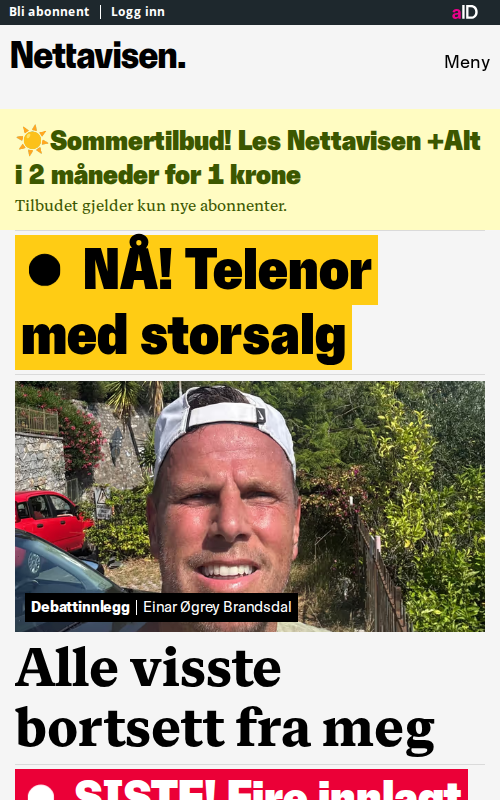 Bli abonnent | Logg inn
aID
Nettavisen.
Meny
Sommertilbud! Les Nettavisen +Alt
i 2 måneder for 1 krone
Tilbudet gjelder kun nye abonnenter.
● NÅ! Telenor
med storsalg
Debattinnlegg | Einar Øgrey Brandsdal
Alle visste
bortsett fra meg
● SISTE! Fire innlagt